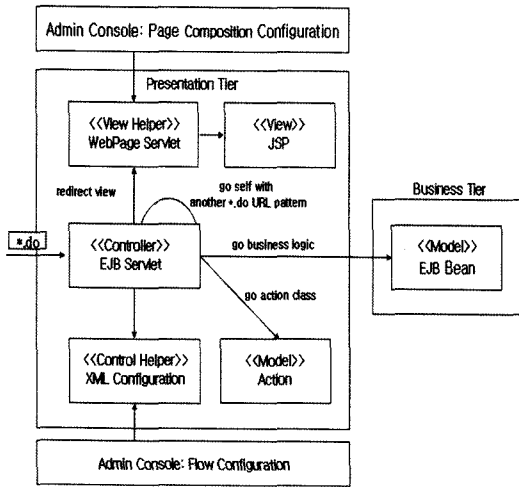 Admin Console: Page Composition Configuration
Presentation Tier
<<View Helper>>
WebPage Servlet
<<View>>
JSP
redirect view
go self with
another *.do URL pattem
Business Tier
*.do
<<Controller>>
EJB Servlet
go business logic
<<Model>>
EJB Bean
go action class
<<Control Helper>>
XML Configuration
<<Model>>
Action
Admin Console: Flow Configuration